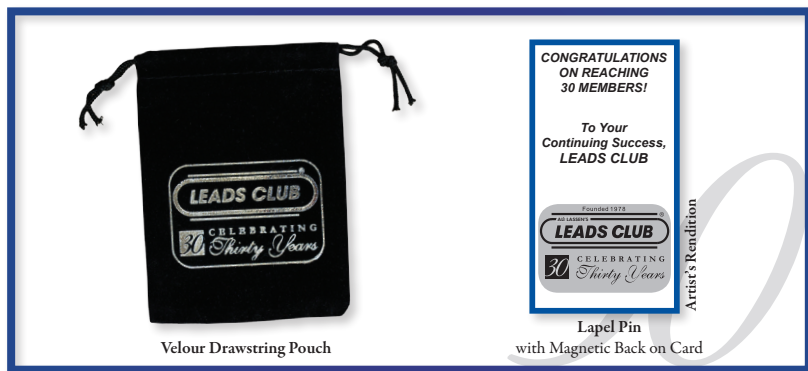 LEADS CLUB®
30 CELEBRATING
Thirty Years
Velour Drawstring Pouch
CONGRATULATIONS
ON REACHING
30 MEMBERS!
To Your
Continuing Success,
LEADS CLUB
Founded 1978
ALI LASSEN'S ®
LEADS CLUB
30 CELEBRATING
Thirty Years
Artist's Rendition
Lapel Pin
with Magnetic Back on Card
30